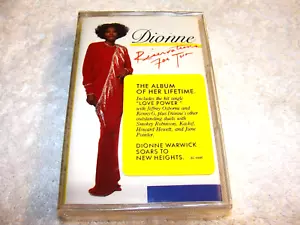 Dionne
Reservations
For Two
THE ALBUM
OF HER LIFETIME.
Includes the hit single
"LOVE POWER"
with Jeffrey Osborne and
Reservations
plus Dionne's other
outstanding duets with
Smokey Robinson, Kashif,
Howard Hewett, and June
Pointer.
DIONNE WARWICK
SOARS TO
NEW HEIGHTS.